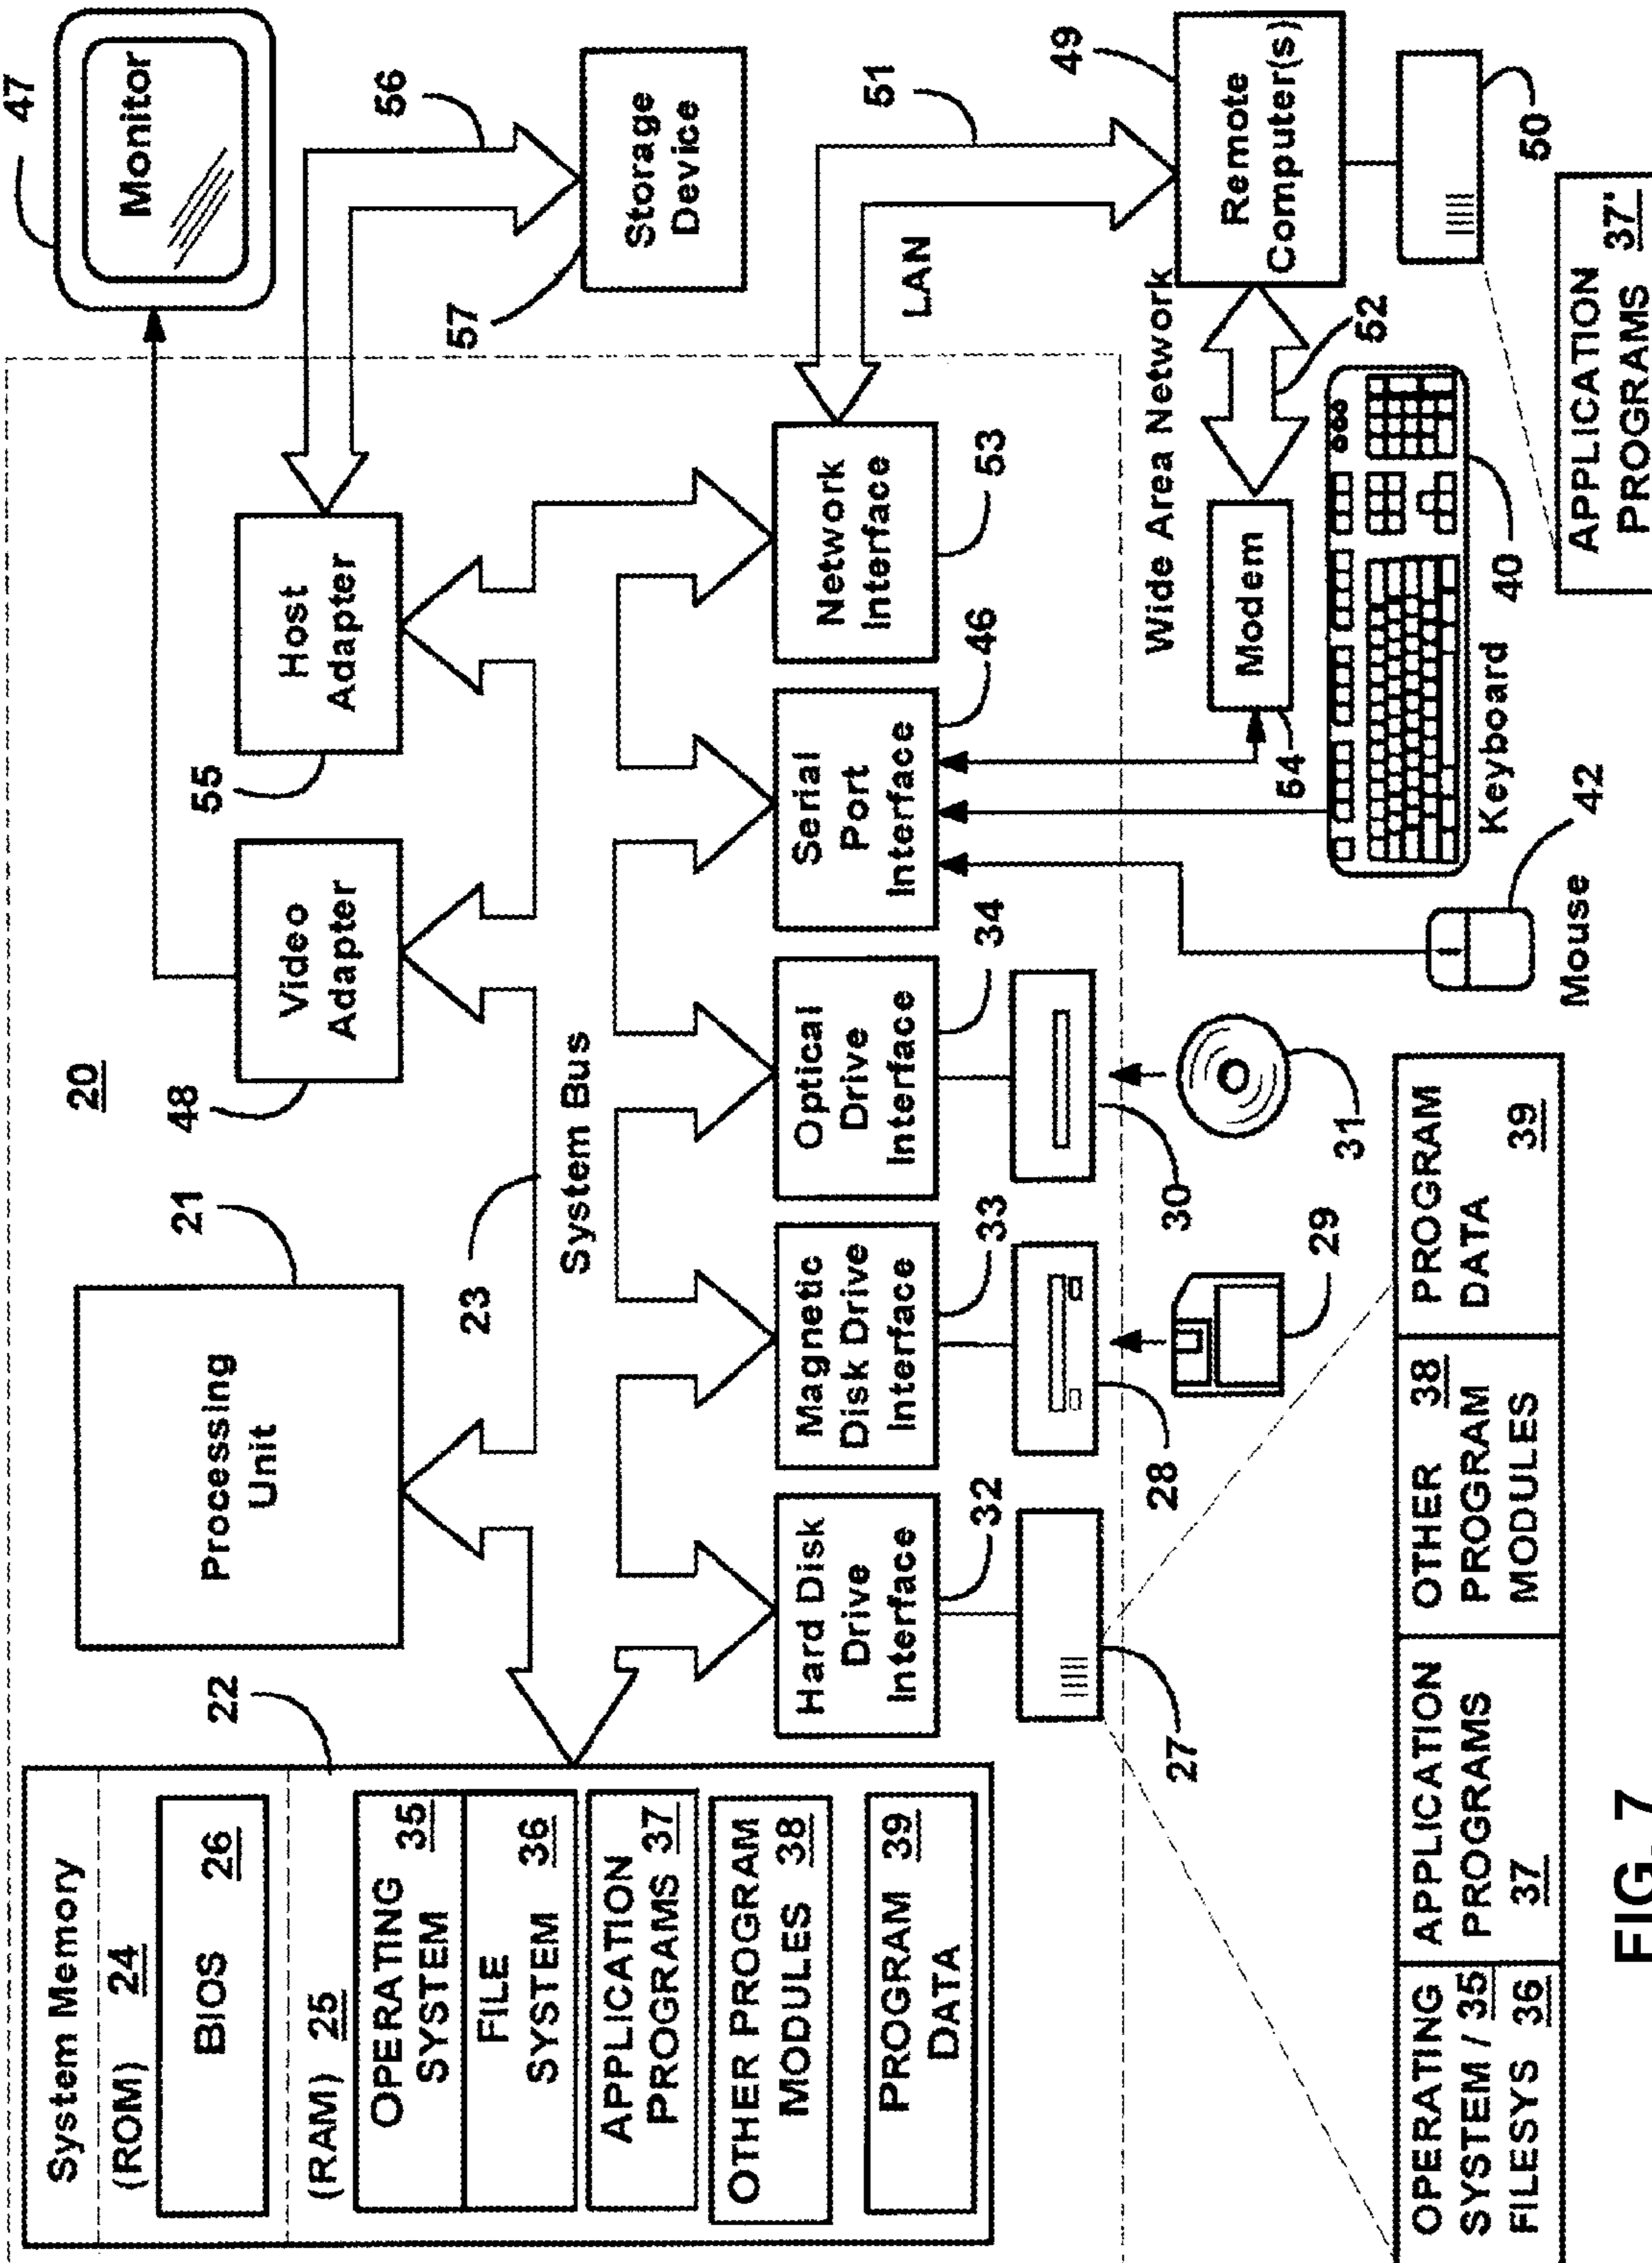 System Memory
(ROM) 24
BIOS 26
(RAM) 25
22
OPERATING
SYSTEM 35
FILE
SYSTEM 36
APPLICATION
PROGRAMS 37
OTHER PROGRAM
MODULES 38
PROGRAM 39
DATA
20
Processing
Unit
21
Video
Adapter
48
Host
Adapter
55
47
Monitor
56
Storage
Device
57
23
System Bus
Hard Disk
Drive
Interface
32
Magnetic
Disk Drive
Interface
33
Optical
Drive
Interface
34
Serial
Port
Interface
46
Network
Interface
53
LAN
51
49
Remote
Computer(s)
Wide Area Network
52
Modem
54
27
28
29
30
31
Keyboard
40
Mouse
42
50
APPLICATION
PROGRAMS 37'
OPERATING
SYSTEM / 35
FILESYS 36
APPLICATION
PROGRAMS
37
OTHER 38
PROGRAM
MODULES
PROGRAM
DATA
39
FIG. 7